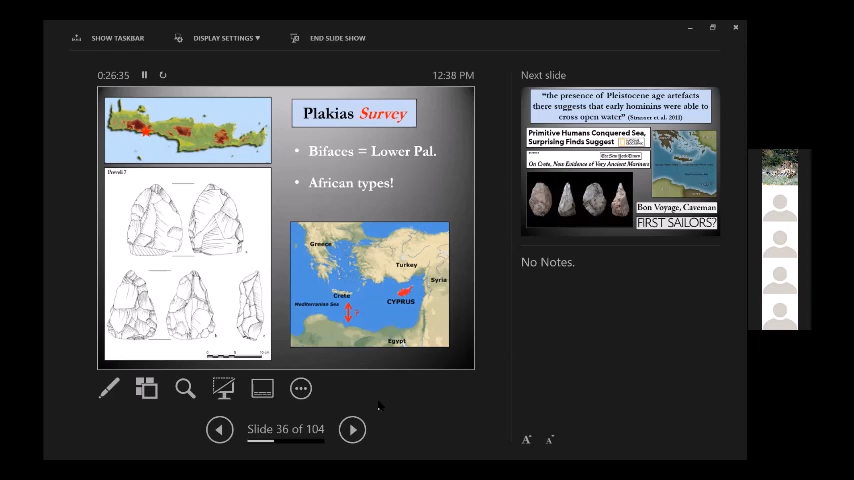 SHOW TASKBAR
DISPLAY SETTINGS ▼
END SLIDE SHOW
0:26:35
12:38 PM
Plakias Survey
• Bifaces = Lower Pal.
• African types!
Preveli 7
Greece
Turkey
Syria
Crete
CYPRUS
Mediterranean Sea
?
Egypt
Slide 36 of 104
Next slide
"the presence of Pleistocene age artefacts
there suggests that early hominins were able to
cross open water" (Strasser et al. 2011)
Primitive Humans Conquered Sea,
Surprising Finds Suggest
On Crete, New Evidence of Very Ancient Mariners
Bon Voyage, Caveman
FIRST SAILORS?
No Notes.
A
A